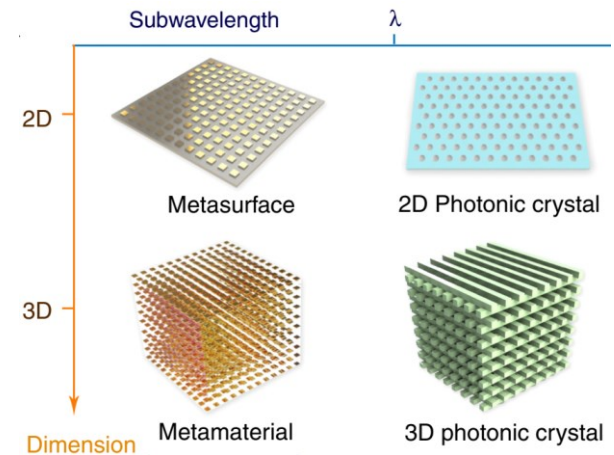 Subwavelength λ
2D
Metasurface 2D Photonic crystal
3D
Metamaterial 3D photonic crystal
Dimension